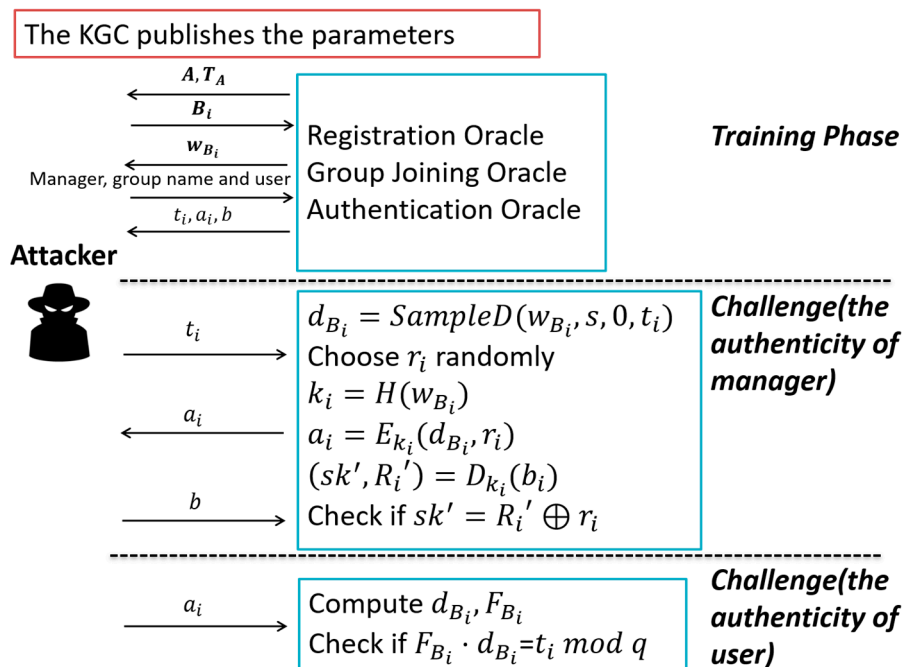 The KGC publishes the parameters
A, T_A
B_i
w_{B_i}
Manager, group name and user
t_i, a_i, b
Registration Oracle
Group Joining Oracle
Authentication Oracle
Training Phase
Attacker
t_i
a_i
b
d_{B_i} = SampleD(w_{B_i}, s, 0, t_i)
Choose r_i randomly
k_i = H(w_{B_i})
a_i = E_{k_i}(d_{B_i}, r_i)
(sk′, R_i′) = D_{k_i}(b_i)
Check if sk′ = R_i′ ⊕ r_i
Challenge(the
authenticity of
manager)
a_i
Compute d_{B_i}, F_{B_i}
Check if F_{B_i} · d_{B_i}=t_i mod q
Challenge(the
authenticity of
user)